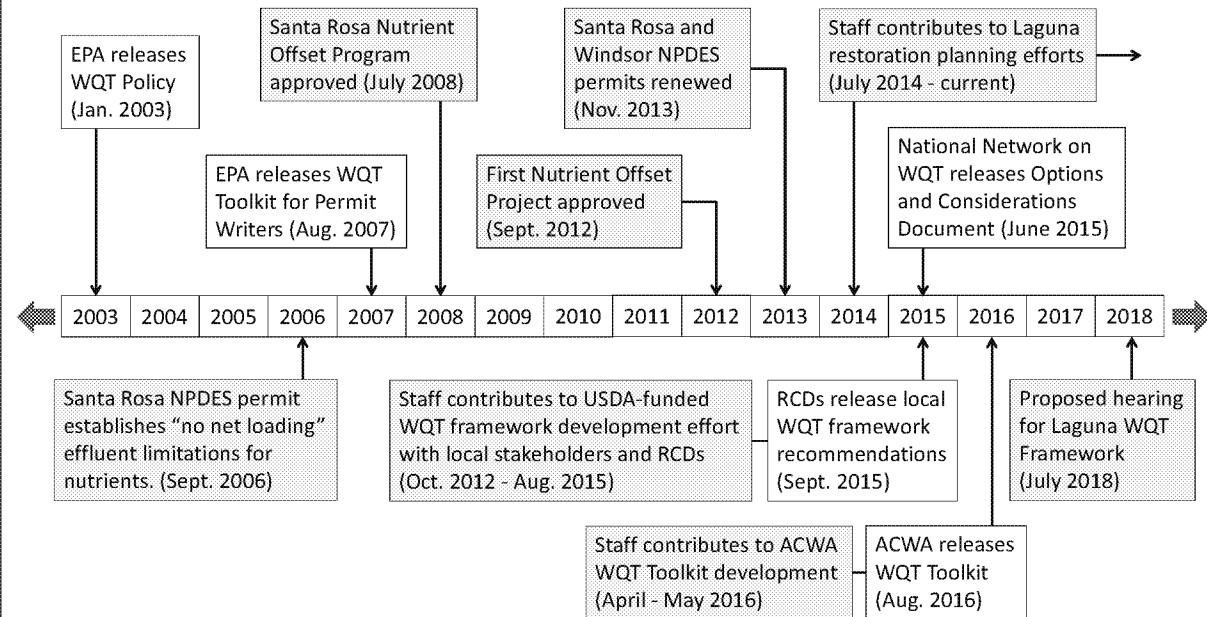 EPA releases
WQT Policy
(Jan. 2003)
Santa Rosa Nutrient
Offset Program
approved (July 2008)
Santa Rosa and
Windsor NPDES
permits renewed
(Nov. 2013)
Staff contributes to Laguna
restoration planning efforts
(July 2014 - current)
EPA releases WQT
Toolkit for Permit
Writers (Aug. 2007)
First Nutrient Offset
Project approved
(Sept. 2012)
National Network on
WQT releases Options
and Considerations
Document (June 2015)
2003 2004 2005 2006 2007 2008 2009 2010 2011 2012 2013 2014 2015 2016 2017 2018
Santa Rosa NPDES permit
establishes “no net loading”
effluent limitations for
nutrients. (Sept. 2006)
Staff contributes to USDA-funded
WQT framework development effort
with local stakeholders and RCDs
(Oct. 2012 - Aug. 2015)
RCDs release local
WQT framework
recommendations
(Sept. 2015)
Proposed hearing
for Laguna WQT
Framework
(July 2018)
Staff contributes to ACWA
WQT Toolkit development
(April - May 2016)
ACWA releases
WQT Toolkit
(Aug. 2016)